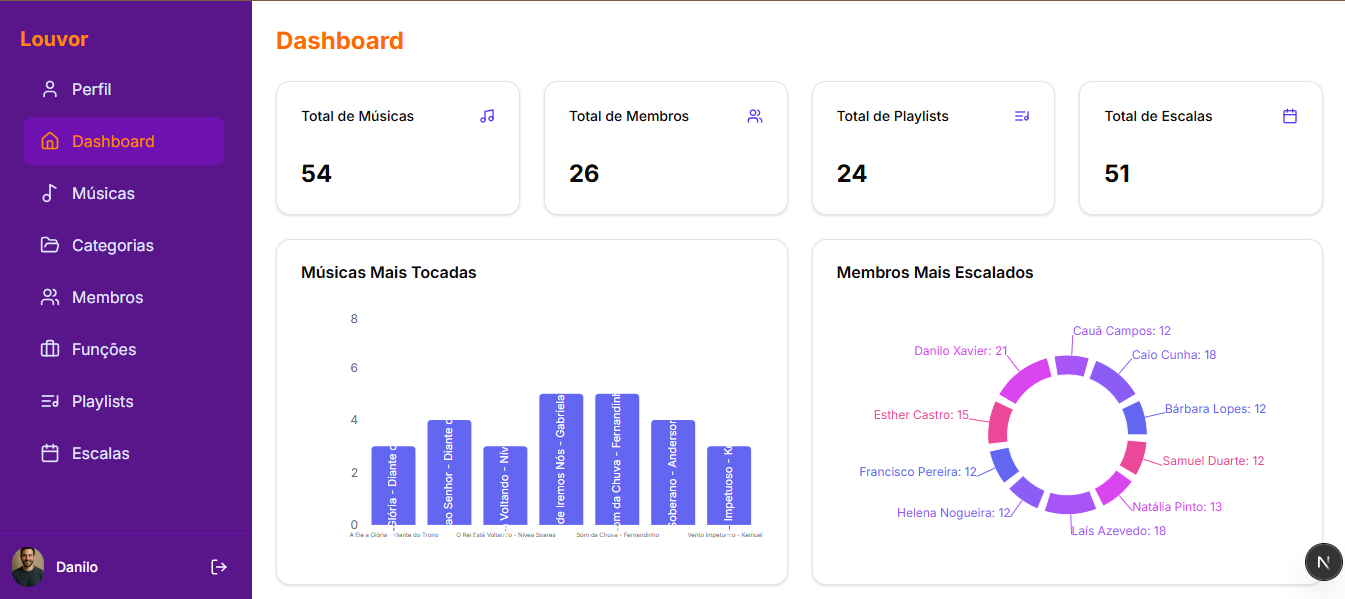 Louvor
Perfil
Dashboard
Músicas
Categorias
Membros
Funções
Playlists
Escalas
Danilo
Dashboard
Total de Músicas
54
Total de Membros
26
Total de Playlists
24
Total de Escalas
51
Músicas Mais Tocadas
8
6
4
2
0
Glória - Diante
ao Senhor - Diante
Voltando - Nív
de Iremos Nós - Gabriela
om da Chuva - Fernandinh
Soberano - Anderson
- Impetuoso - K
A Ele a Glória - Diante do Trono
O Rei Está Voltando - Nívea Soares
Som da Chuva - Fernandinho
Vento Impetuoso - Kemuel
Membros Mais Escalados
Cauã Campos: 12
Danilo Xavier: 21
Caio Cunha: 18
Bárbara Lopes: 12
Esther Castro: 15
Samuel Duarte: 12
Francisco Pereira: 12
Natália Pinto: 13
Helena Nogueira: 12
Laís Azevedo: 18
N